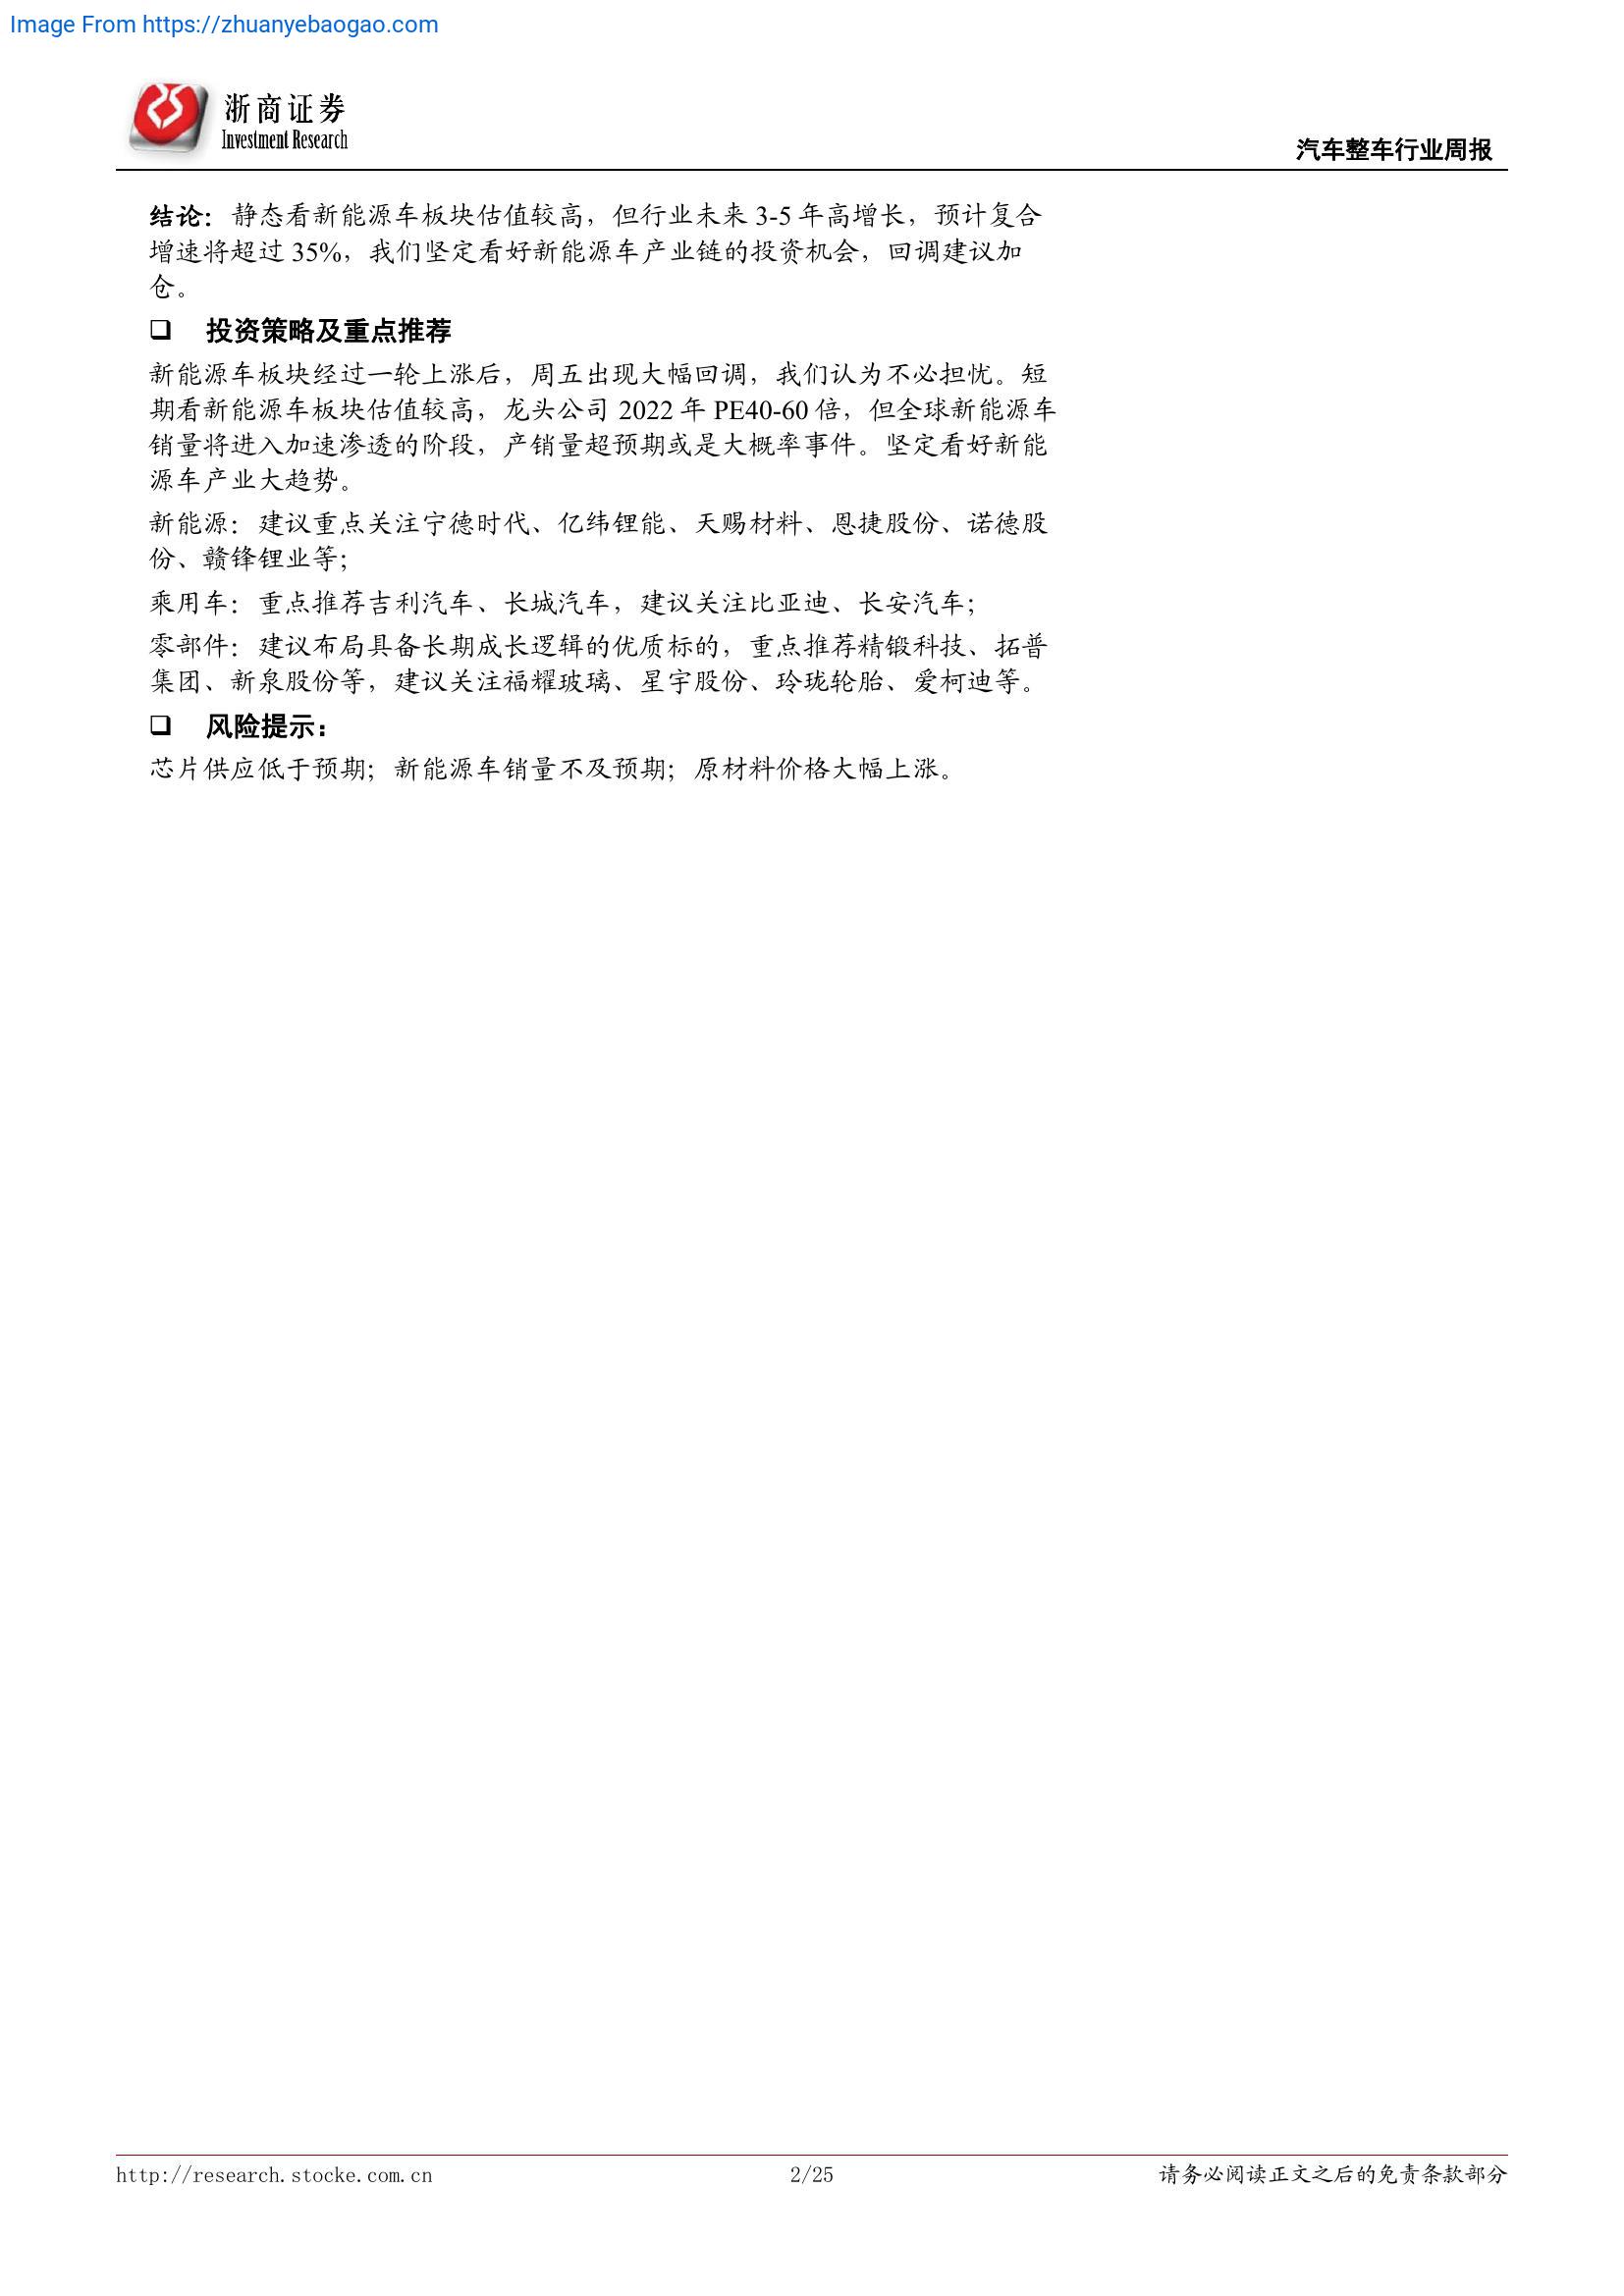 Image From https://zhuanyebaogao.com
浙商证券
Investment Research
汽车整车行业周报
结论：静态看新能源车板块估值较高，但行业未来 3-5 年高增长，预计复合
增速将超过 35%，我们坚定看好新能源车产业链的投资机会，回调建议加
仓。
❑ 投资策略及重点推荐
新能源车板块经过一轮上涨后，周五出现大幅回调，我们认为不必担忧。短
期看新能源车板块估值较高，龙头公司 2022 年 PE40-60 倍，但全球新能源车
销量将进入加速渗透的阶段，产销量超预期或是大概率事件。坚定看好新能
源车产业大趋势。
新能源：建议重点关注宁德时代、亿纬锂能、天赐材料、恩捷股份、诺德股
份、赣锋锂业等；
乘用车：重点推荐吉利汽车、长城汽车，建议关注比亚迪、长安汽车；
零部件：建议布局具备长期成长逻辑的优质标的，重点推荐精锻科技、拓普
集团、新泉股份等，建议关注福耀玻璃、星宇股份、玲珑轮胎、爱柯迪等。
❑ 风险提示：
芯片供应低于预期；新能源车销量不及预期；原材料价格大幅上涨。
http://research.stocke.com.cn
2/25
请务必阅读正文之后的免责条款部分